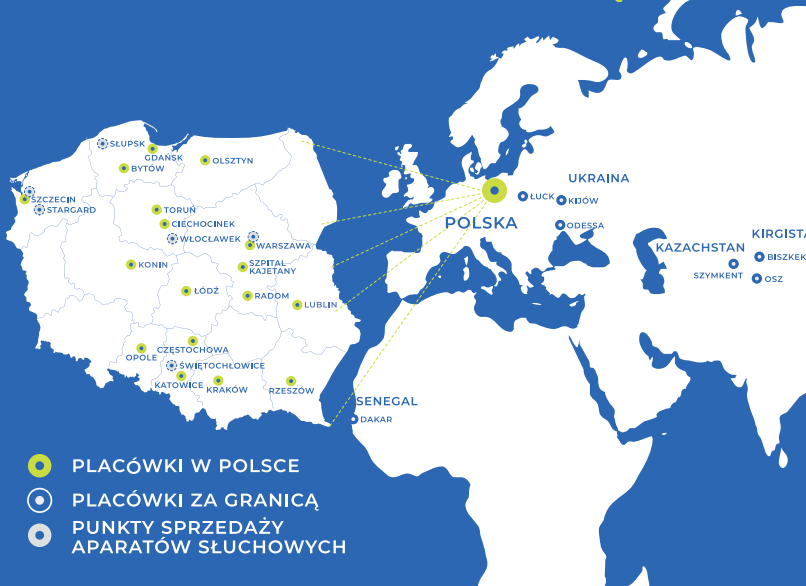 SŁUPSK
GDAŃSK
BYTÓW
OLSZTYN
SZCZECIN
STARGARD
TORUŃ
CIECHOCINEK
WŁOCŁAWEK
WARSZAWA
KONIN
SZPITAL
KAJETANY
ŁÓDŹ
RADOM
LUBLIN
OPOLE
CZĘSTOCHOWA
ŚWIĘTOCHŁOWICE
KATOWICE
KRAKÓW
RZESZÓW
POLSKA
UKRAINA
ŁUCK
KIJÓW
ODESSA
KAZACHSTAN
SZYMKENT
KIRGISTA
BISZKEK
OSZ
SENEGAL
DAKAR
PLACÓWKI W POLSCE
PLACÓWKI ZA GRANICĄ
PUNKTY SPRZEDAŻY
APARATÓW SŁUCHOWYCH